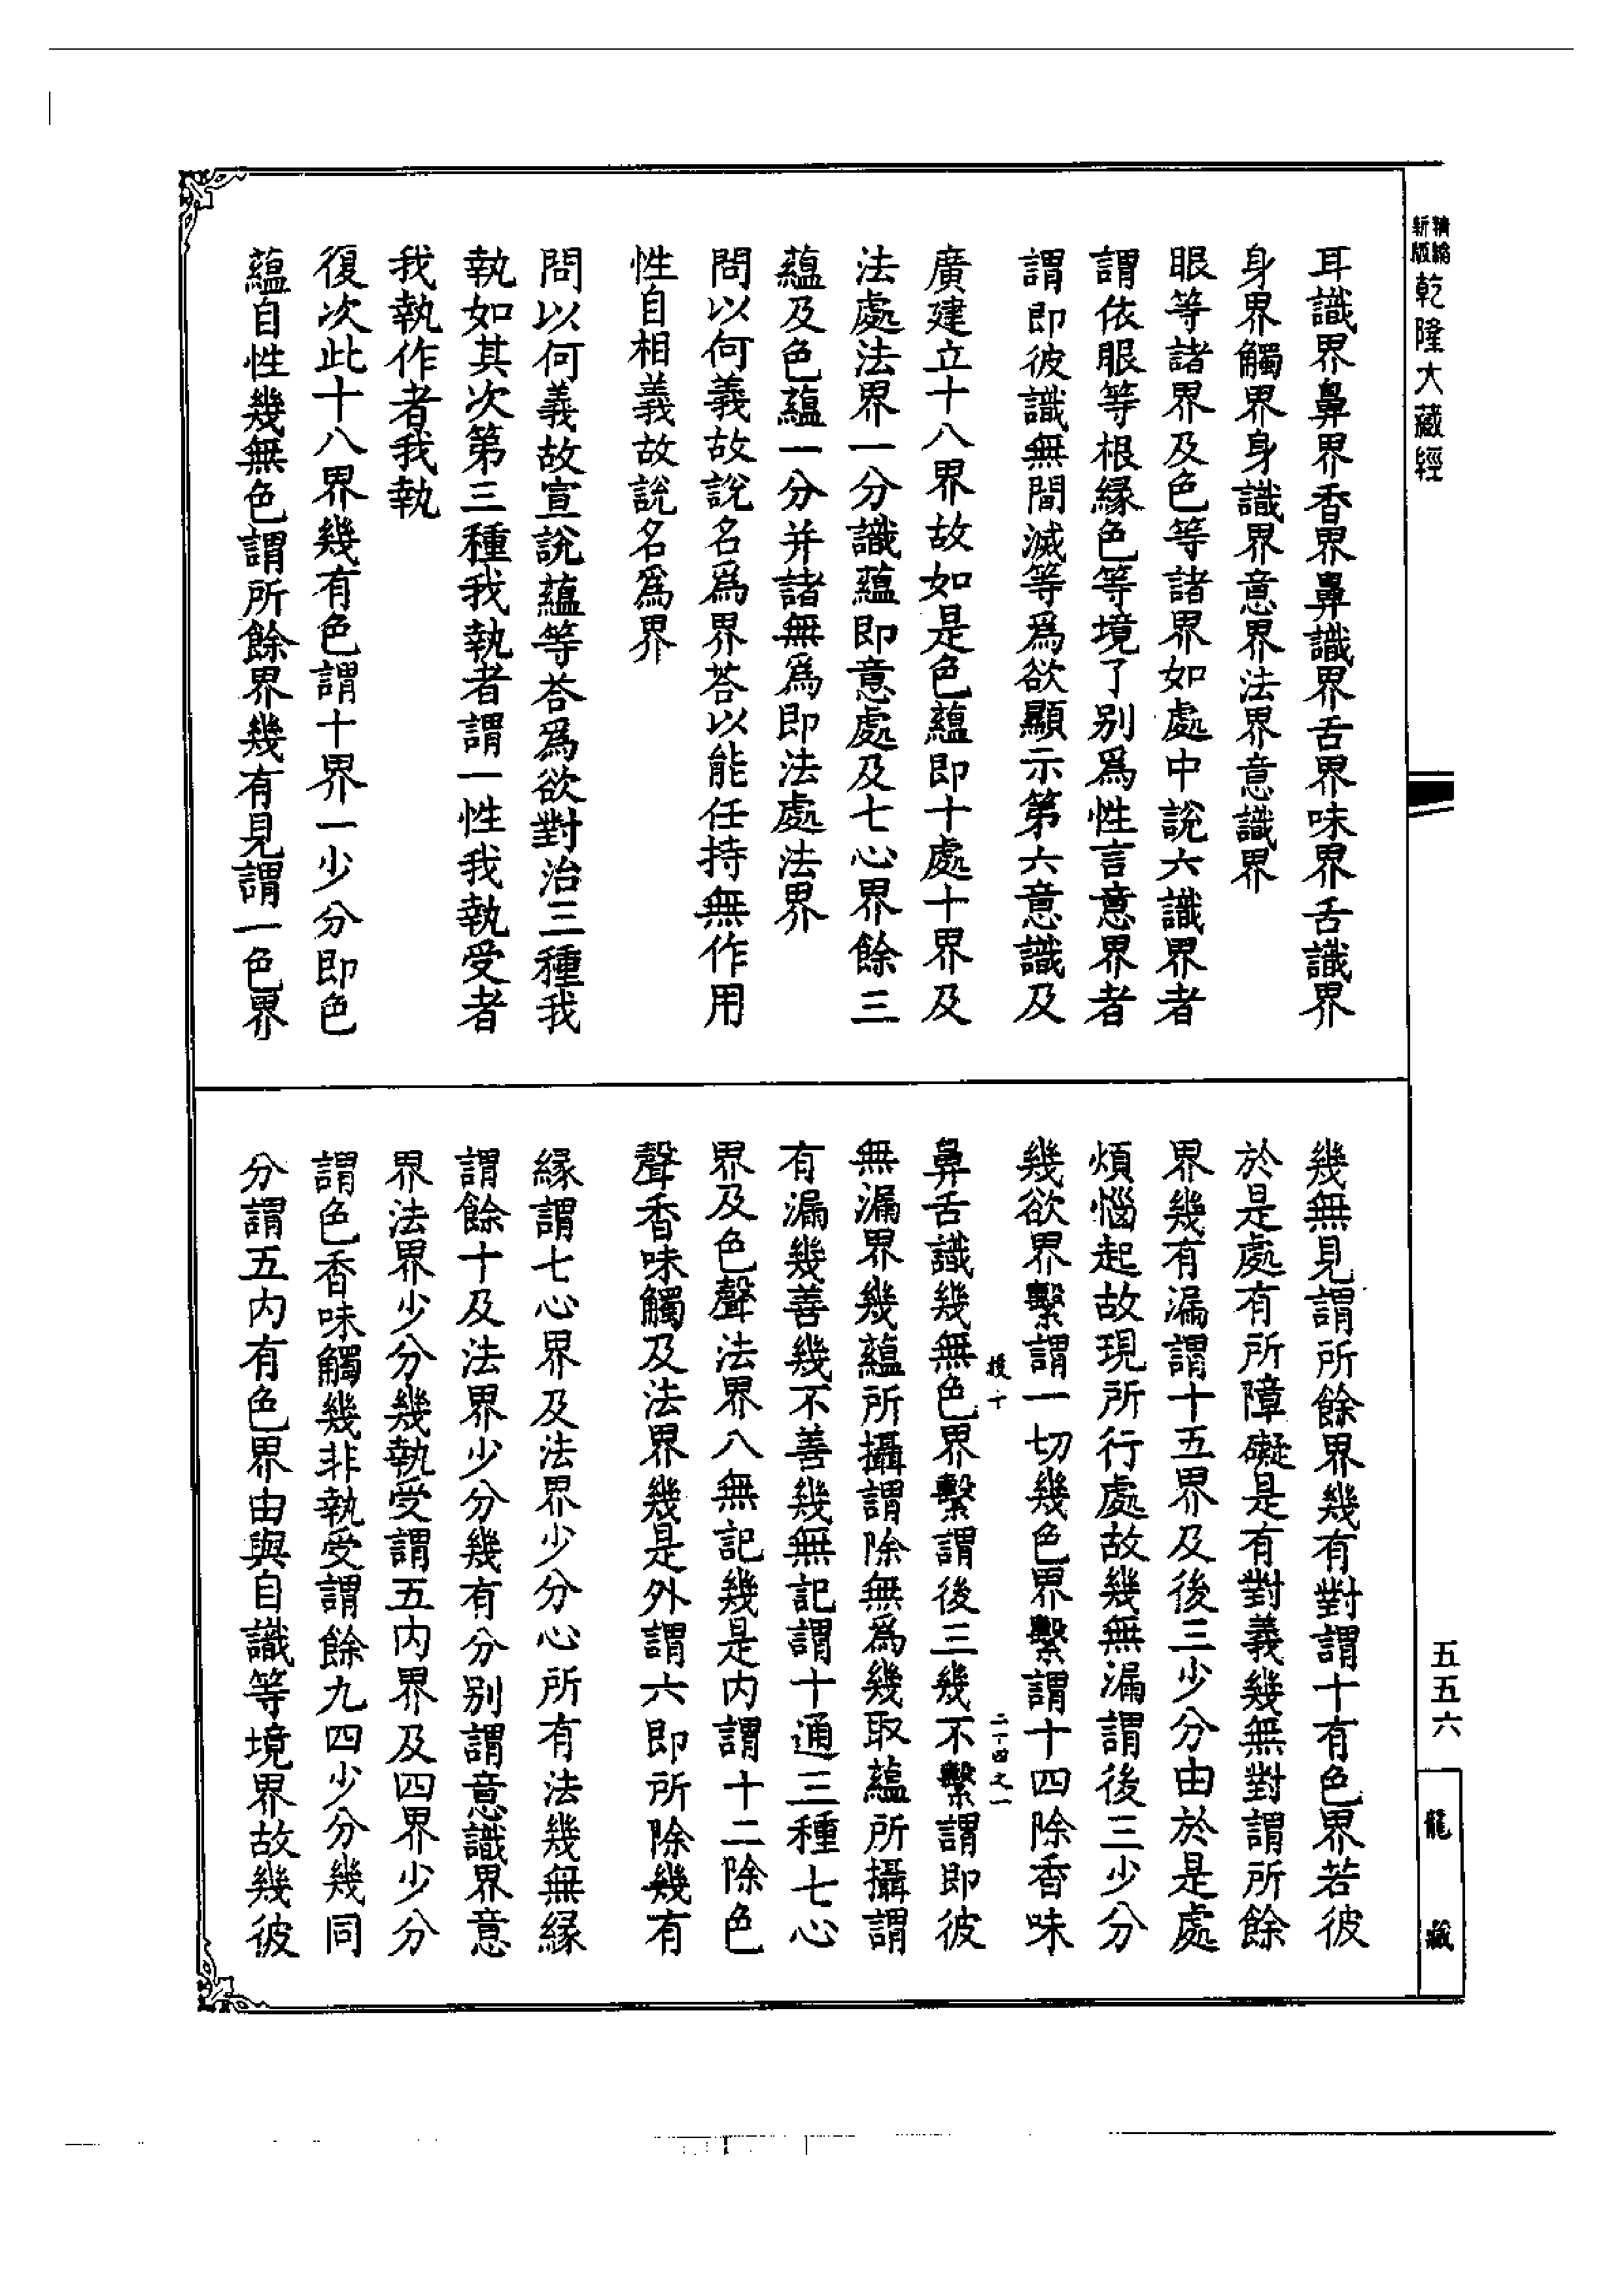 精編新版乾隆大藏經
耳識界鼻界香界鼻識界舌界味界舌識界
身界觸界身識界意界法界意識界
眼等諸界及色等諸界如處中說六識界者
謂依眼等根緣色等境了別爲性言意界者
謂即彼識無間滅等爲欲顯示第六意識及
廣建立十八界故如是色蘊即十處十界及
法處法界一分識蘊即意處及七心界餘三
蘊及色蘊一分并諸無爲即法處法界
問以何義故說名爲界荅以能任持無作用
性自相義故說名爲界
問以何義故宣說蘊等荅爲欲對治三種我
執如其次第三種我執者謂一性我執受者
我執作者我執
復次此十八界幾有色謂十界一少分即色
蘊自性幾無色謂所餘界幾有見謂一色界
幾無見謂所餘界幾有對謂十有色界若彼
於是處有所障礙是有對義幾無對謂所餘
界幾有漏謂十五界及後三少分由於是處
煩惱起故現所行處故幾無漏謂後三少分
幾欲界繫謂一切幾色界繫謂十四除香味
鼻舌識幾無色界繫謂後三幾不繫謂即彼
無漏界幾蘊所攝謂除無爲幾取蘊所攝謂
有漏幾善幾不善幾無記謂十通三種七心
界及色聲法界八無記幾是內謂十二除色
聲香味觸及法界幾是外謂六即所除幾有
緣謂七心界及法界少分心所有法幾無緣
謂餘十及法界少分幾有分別謂意識界意
界法界少分幾執受謂五內界及四界少分
謂色香味觸幾非執受謂餘九四少分幾同
分謂五內有色界由與自識等境界故幾彼
二十四之一
五五六
龍藏